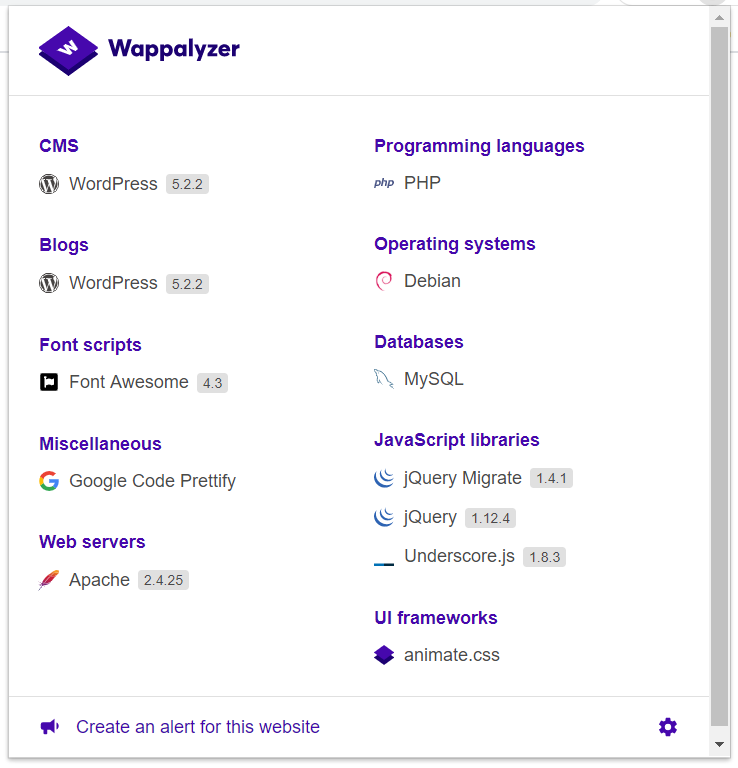 Wappalyzer
CMS
WordPress 5.2.2
Blogs
WordPress 5.2.2
Font scripts
Font Awesome 4.3
Miscellaneous
Google Code Prettify
Web servers
Apache 2.4.25
Programming languages
php PHP
Operating systems
Debian
Databases
MySQL
JavaScript libraries
jQuery Migrate 1.4.1
jQuery 1.12.4
Underscore.js 1.8.3
UI frameworks
animate.css
Create an alert for this website